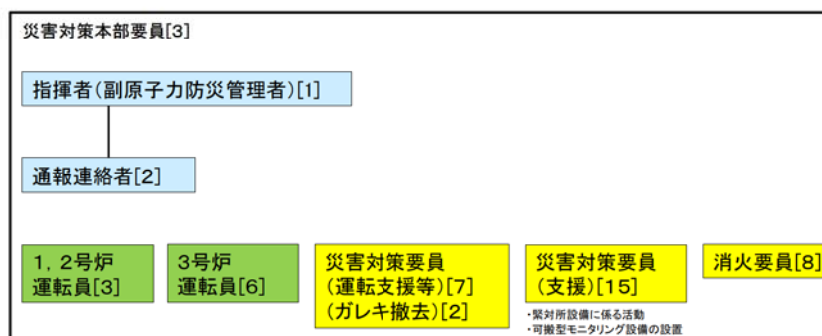 災害対策本部要員[3]
指揮者(副原子力防災管理者)[1]
通報連絡者[2]
1,2号炉
運転員[3]
3号炉
運転員[6]
災害対策要員
(運転支援等)[7]
(ガレキ撤去)[2]
災害対策要員
(支援)[15]
消火要員[8]
・緊対所設備に係る活動
・可搬型モニタリング設備の設置